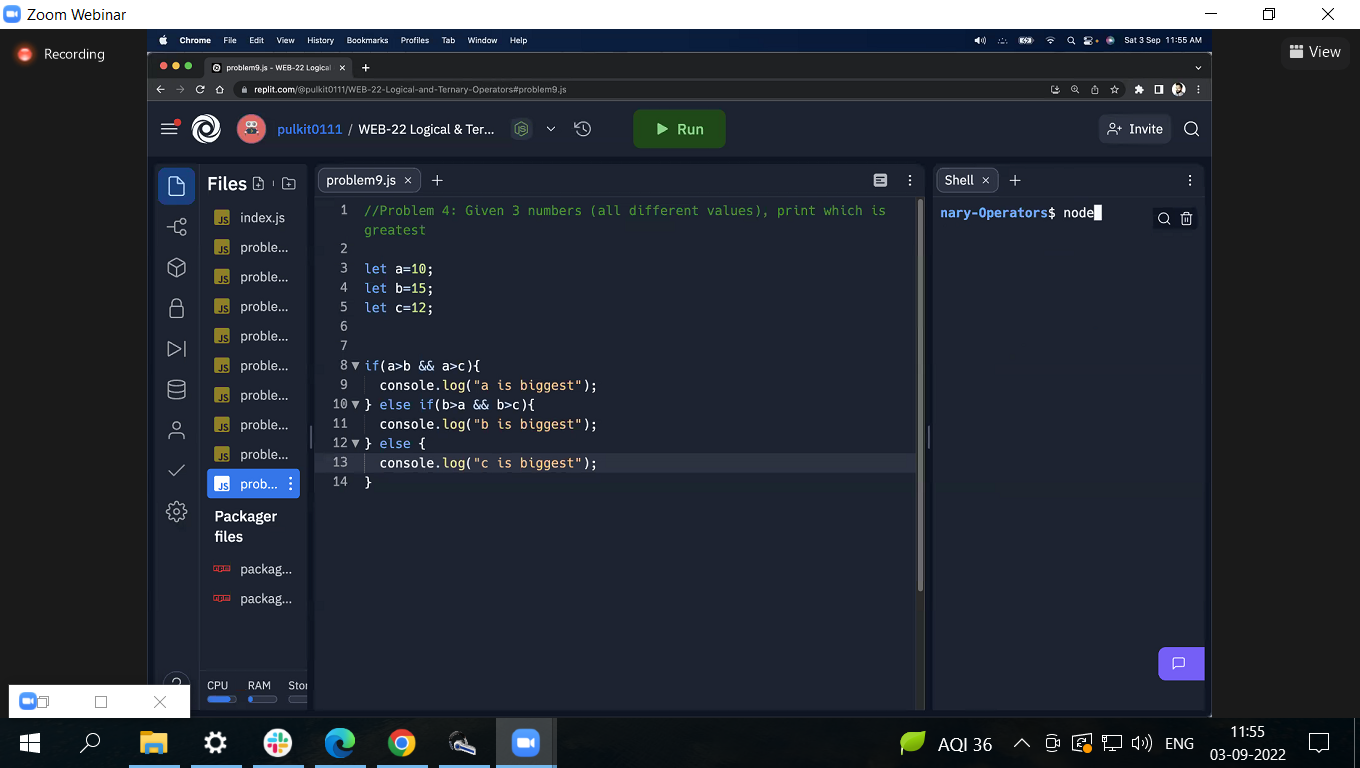 Zoom Webinar
Recording
View
Chrome File Edit View History Bookmarks Profiles Tab Window Help
Sat 3 Sep 11:55 AM
problem9.js - WEB-22 Logical
replit.com/@pulkit0111/WEB-22-Logical-and-Ternary-Operators#problem9.js
pulkit0111 / WEB-22 Logical & Ter...
Run
Invite
Files
index.js
proble...
proble...
proble...
proble...
proble...
proble...
proble...
proble...
prob...
Packager
files
packag...
packag...
CPU RAM Stor
problem9.js
1 //Problem 4: Given 3 numbers (all different values), print which is
greatest
2
3 let a=10;
4 let b=15;
5 let c=12;
6
7
8 if(a>b && a>c){
9 console.log("a is biggest");
10 } else if(b>a && b>c){
11 console.log("b is biggest");
12 } else {
13 console.log("c is biggest");
14 }
Shell
nary-Operators$ node
AQI 36
ENG
11:55
03-09-2022